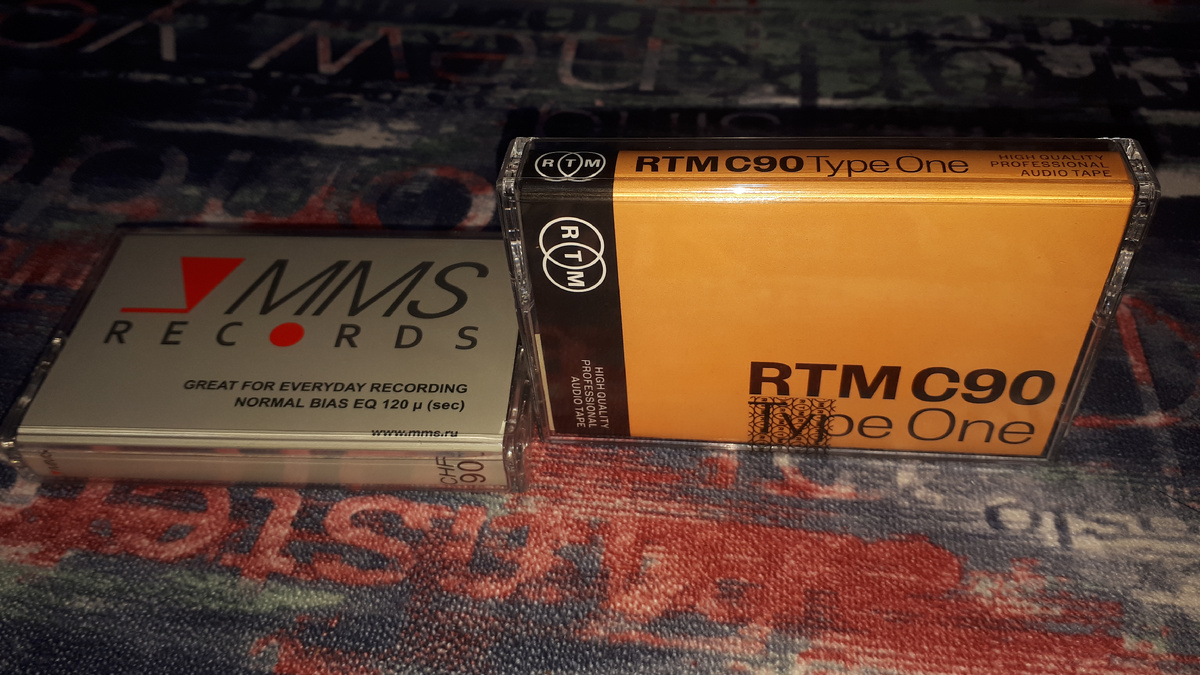 MMS
RECORDS
GREAT FOR EVERYDAY RECORDING
NORMAL BIAS EQ 120 µ (sec)
www.mms.ru
90
RTM
RTM C90 Type One
HIGH QUALITY
PROFESSIONAL
AUDIO TAPE
RTM
HIGH QUALITY
PROFESSIONAL
AUDIO TAPE
RTM C90
Type One